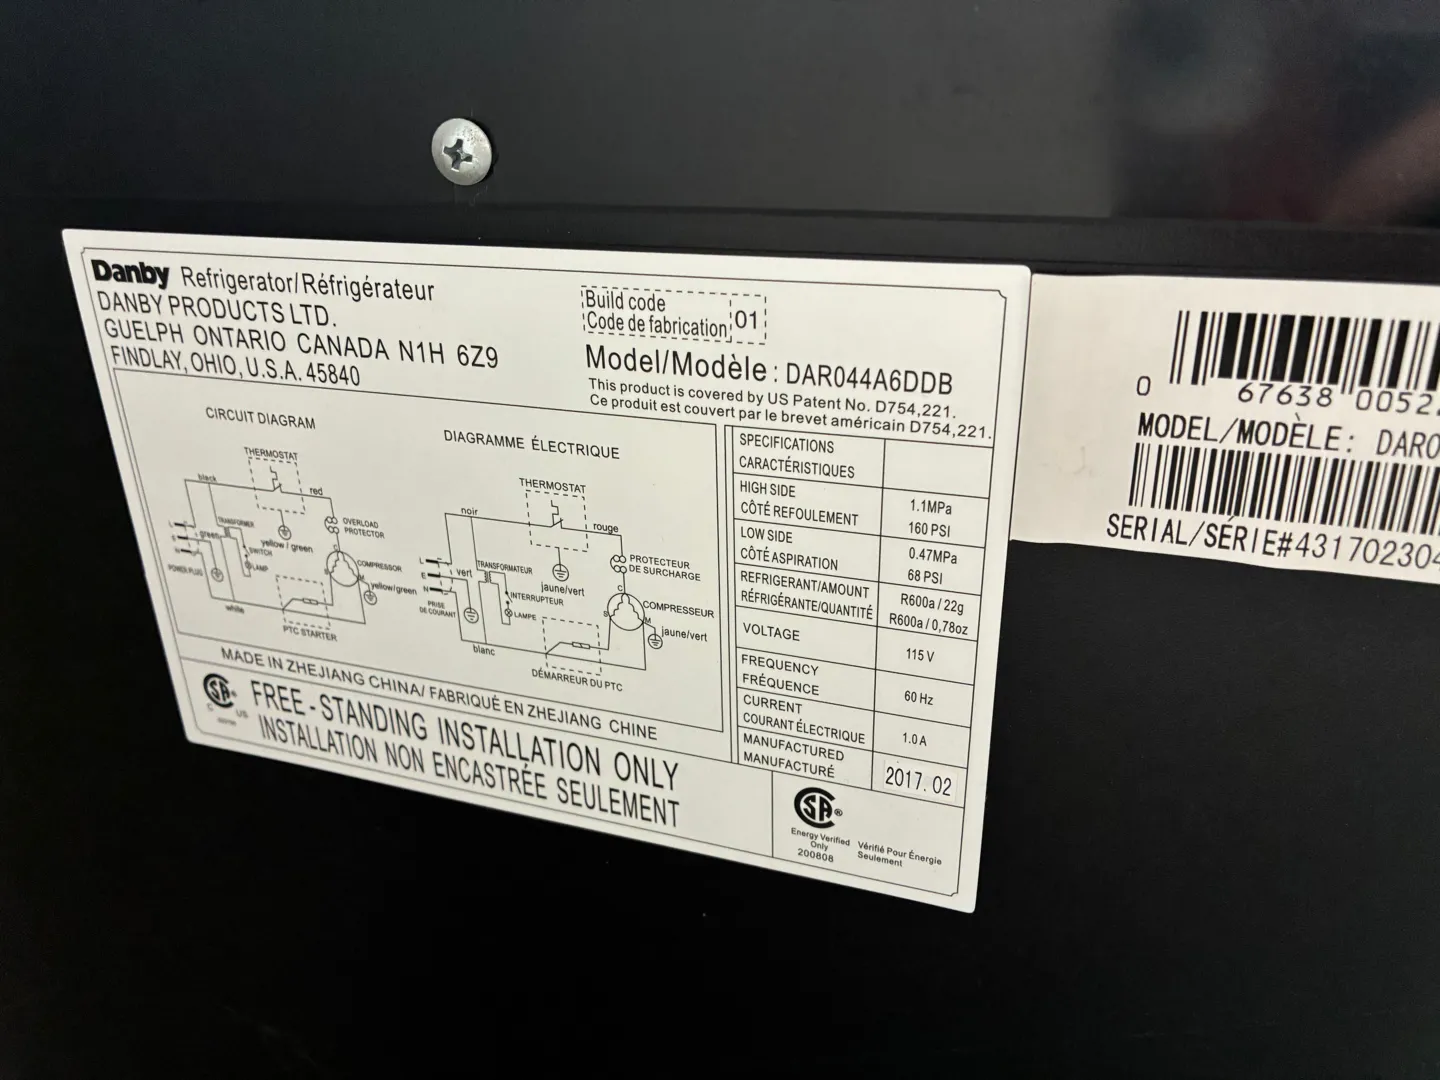 Danby Refrigerator/Réfrigérateur
DANBY PRODUCTS LTD.
GUELPH ONTARIO CANADA N1H 6Z9
FINDLAY, OHIO, U.S.A. 45840
Build code
Code de fabrication
01
Model/Modèle : DAR044A6DDB
This product is covered by US Patent No. D754,221.
Ce produit est couvert par le brevet américain D754,221.
CIRCUIT DIAGRAM
THERMOSTAT
black
red
TRANSFORMER
OVERLOAD
PROTECTOR
L
green
yellow / green
SWITCH
N
LAMP
COMPRESSOR
POWER PLUG
yellow/green
white
PTC STARTER
DIAGRAMME ÉLECTRIQUE
THERMOSTAT
noir
rouge
PROTECTEUR
DE SURCHARGE
L
TRANSFORMATEUR
E
vert
jaune/vert
C
N
INTERRUPTEUR
PRISE
DE COURANT
LAMPE
S
COMPRESSEUR
M
jaune/vert
blanc
DÉMARREUR DU PTC
SPECIFICATIONS
CARACTÉRISTIQUES
HIGH SIDE
CÔTÉ REFOULEMENT
1.1MPa
160 PSI
LOW SIDE
CÔTÉ ASPIRATION
0.47MPa
68 PSI
REFRIGERANT/AMOUNT
RÉFRIGÉRANTE/QUANTITÉ
R600a / 22g
R600a / 0,78oz
VOLTAGE
115 V
FREQUENCY
FRÉQUENCE
60 Hz
CURRENT
COURANT ÉLECTRIQUE
1.0 A
MANUFACTURED
MANUFACTURÉ
2017.02
MADE IN ZHEJIANG CHINA/ FABRIQUÉ EN ZHEJIANG CHINE
C SA ® US
FREE-STANDING INSTALLATION ONLY
INSTALLATION NON ENCASTRÉE SEULEMENT
SA ®
Energy Verified
Only
200808
Vérifié Pour Énergie
Seulement
0 67638 0052
MODEL/MODÈLE: DAR0
SERIAL/SÉRIE#431702304